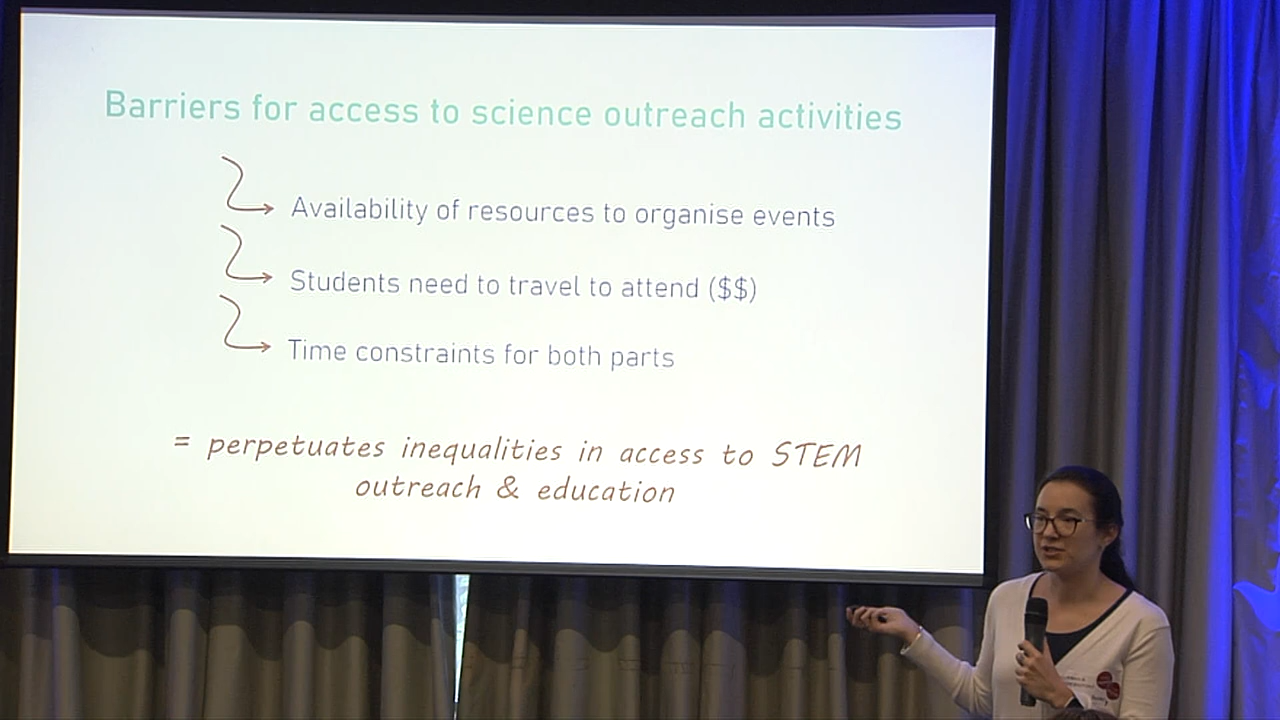 Barriers for access to science outreach activities
Availability of resources to organise events
Students need to travel to attend ($$)
Time constraints for both parts
= perpetuates inequalities in access to STEM
outreach & education